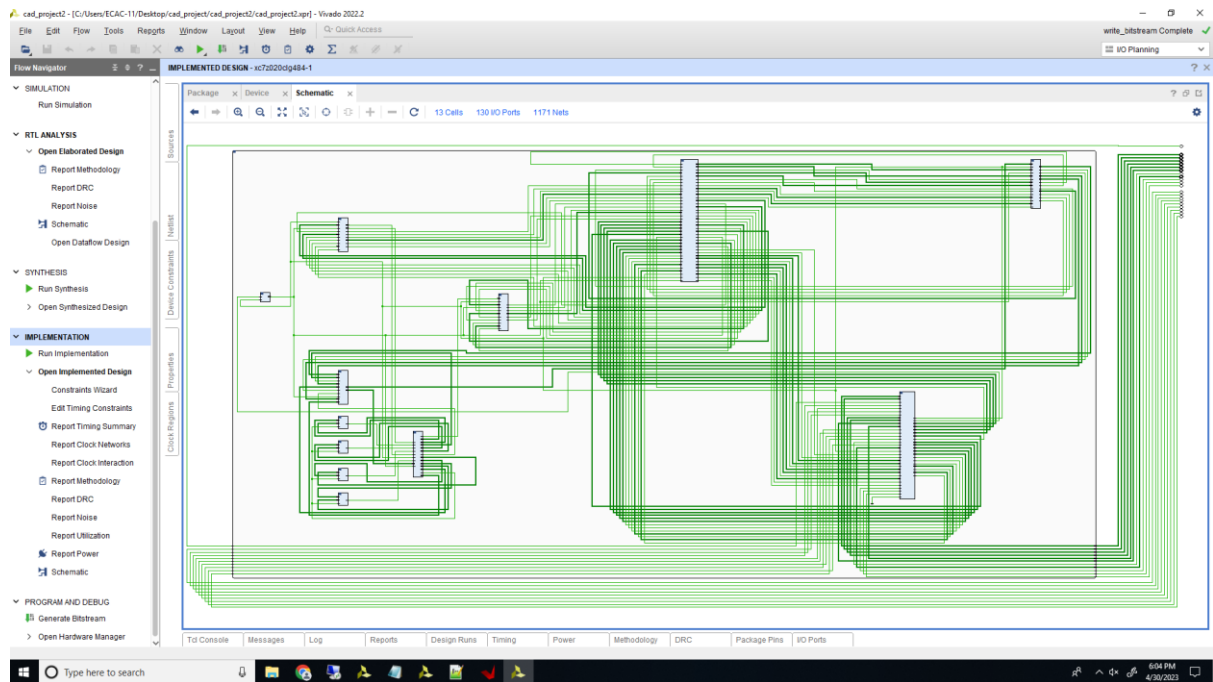 cad_project2 - [C:/Users/ECAC-11/Desktop/cad_project/cad_project2/cad_project2.xpr] - Vivado 2022.2
File Edit Flow Tools Reports Window Layout View Help Q- Quick Access
write_bitstream Complete
I/O Planning
Flow Navigator
IMPLEMENTED DESIGN - xc7z020clg484-1
SIMULATION
Run Simulation
RTL ANALYSIS
Open Elaborated Design
Report Methodology
Report DRC
Report Noise
Schematic
Open Dataflow Design
SYNTHESIS
Run Synthesis
Open Synthesized Design
IMPLEMENTATION
Run Implementation
Open Implemented Design
Constraints Wizard
Edit Timing Constraints
Report Timing Summary
Report Clock Networks
Report Clock Interaction
Report Methodology
Report DRC
Report Noise
Report Utilization
Report Power
Schematic
PROGRAM AND DEBUG
Generate Bitstream
Open Hardware Manager
Sources
Netlist
Device Constraints
Properties
Clock Regions
Package Device Schematic
13 Cells 130 I/O Ports 1171 Nets
Tcl Console Messages Log Reports Design Runs Timing Power Methodology DRC Package Pins I/O Ports
Type here to search
6:04 PM
4/30/2023